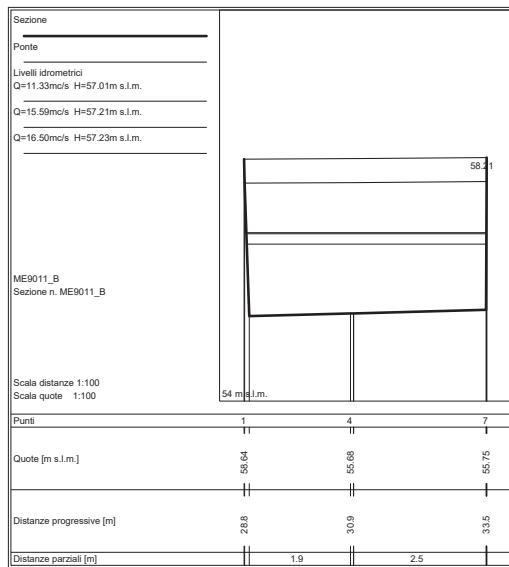 Sezione
Ponte
Livelli idrometrici
Q=11.33mc/s H=57.01m s.l.m.
Q=15.59mc/s H=57.21m s.l.m.
Q=16.50mc/s H=57.23m s.l.m.
58.21
ME9011_B
Sezione n. ME9011_B
Scala distanze 1:100
Scala quote 1:100
54 m s.l.m.
Punti 1 4 7
Quote [m s.l.m.] 58.64 55.68 55.75
Distanze progressive [m] 28.8 30.9 33.5
Distanze parziali [m] 1.9 2.5